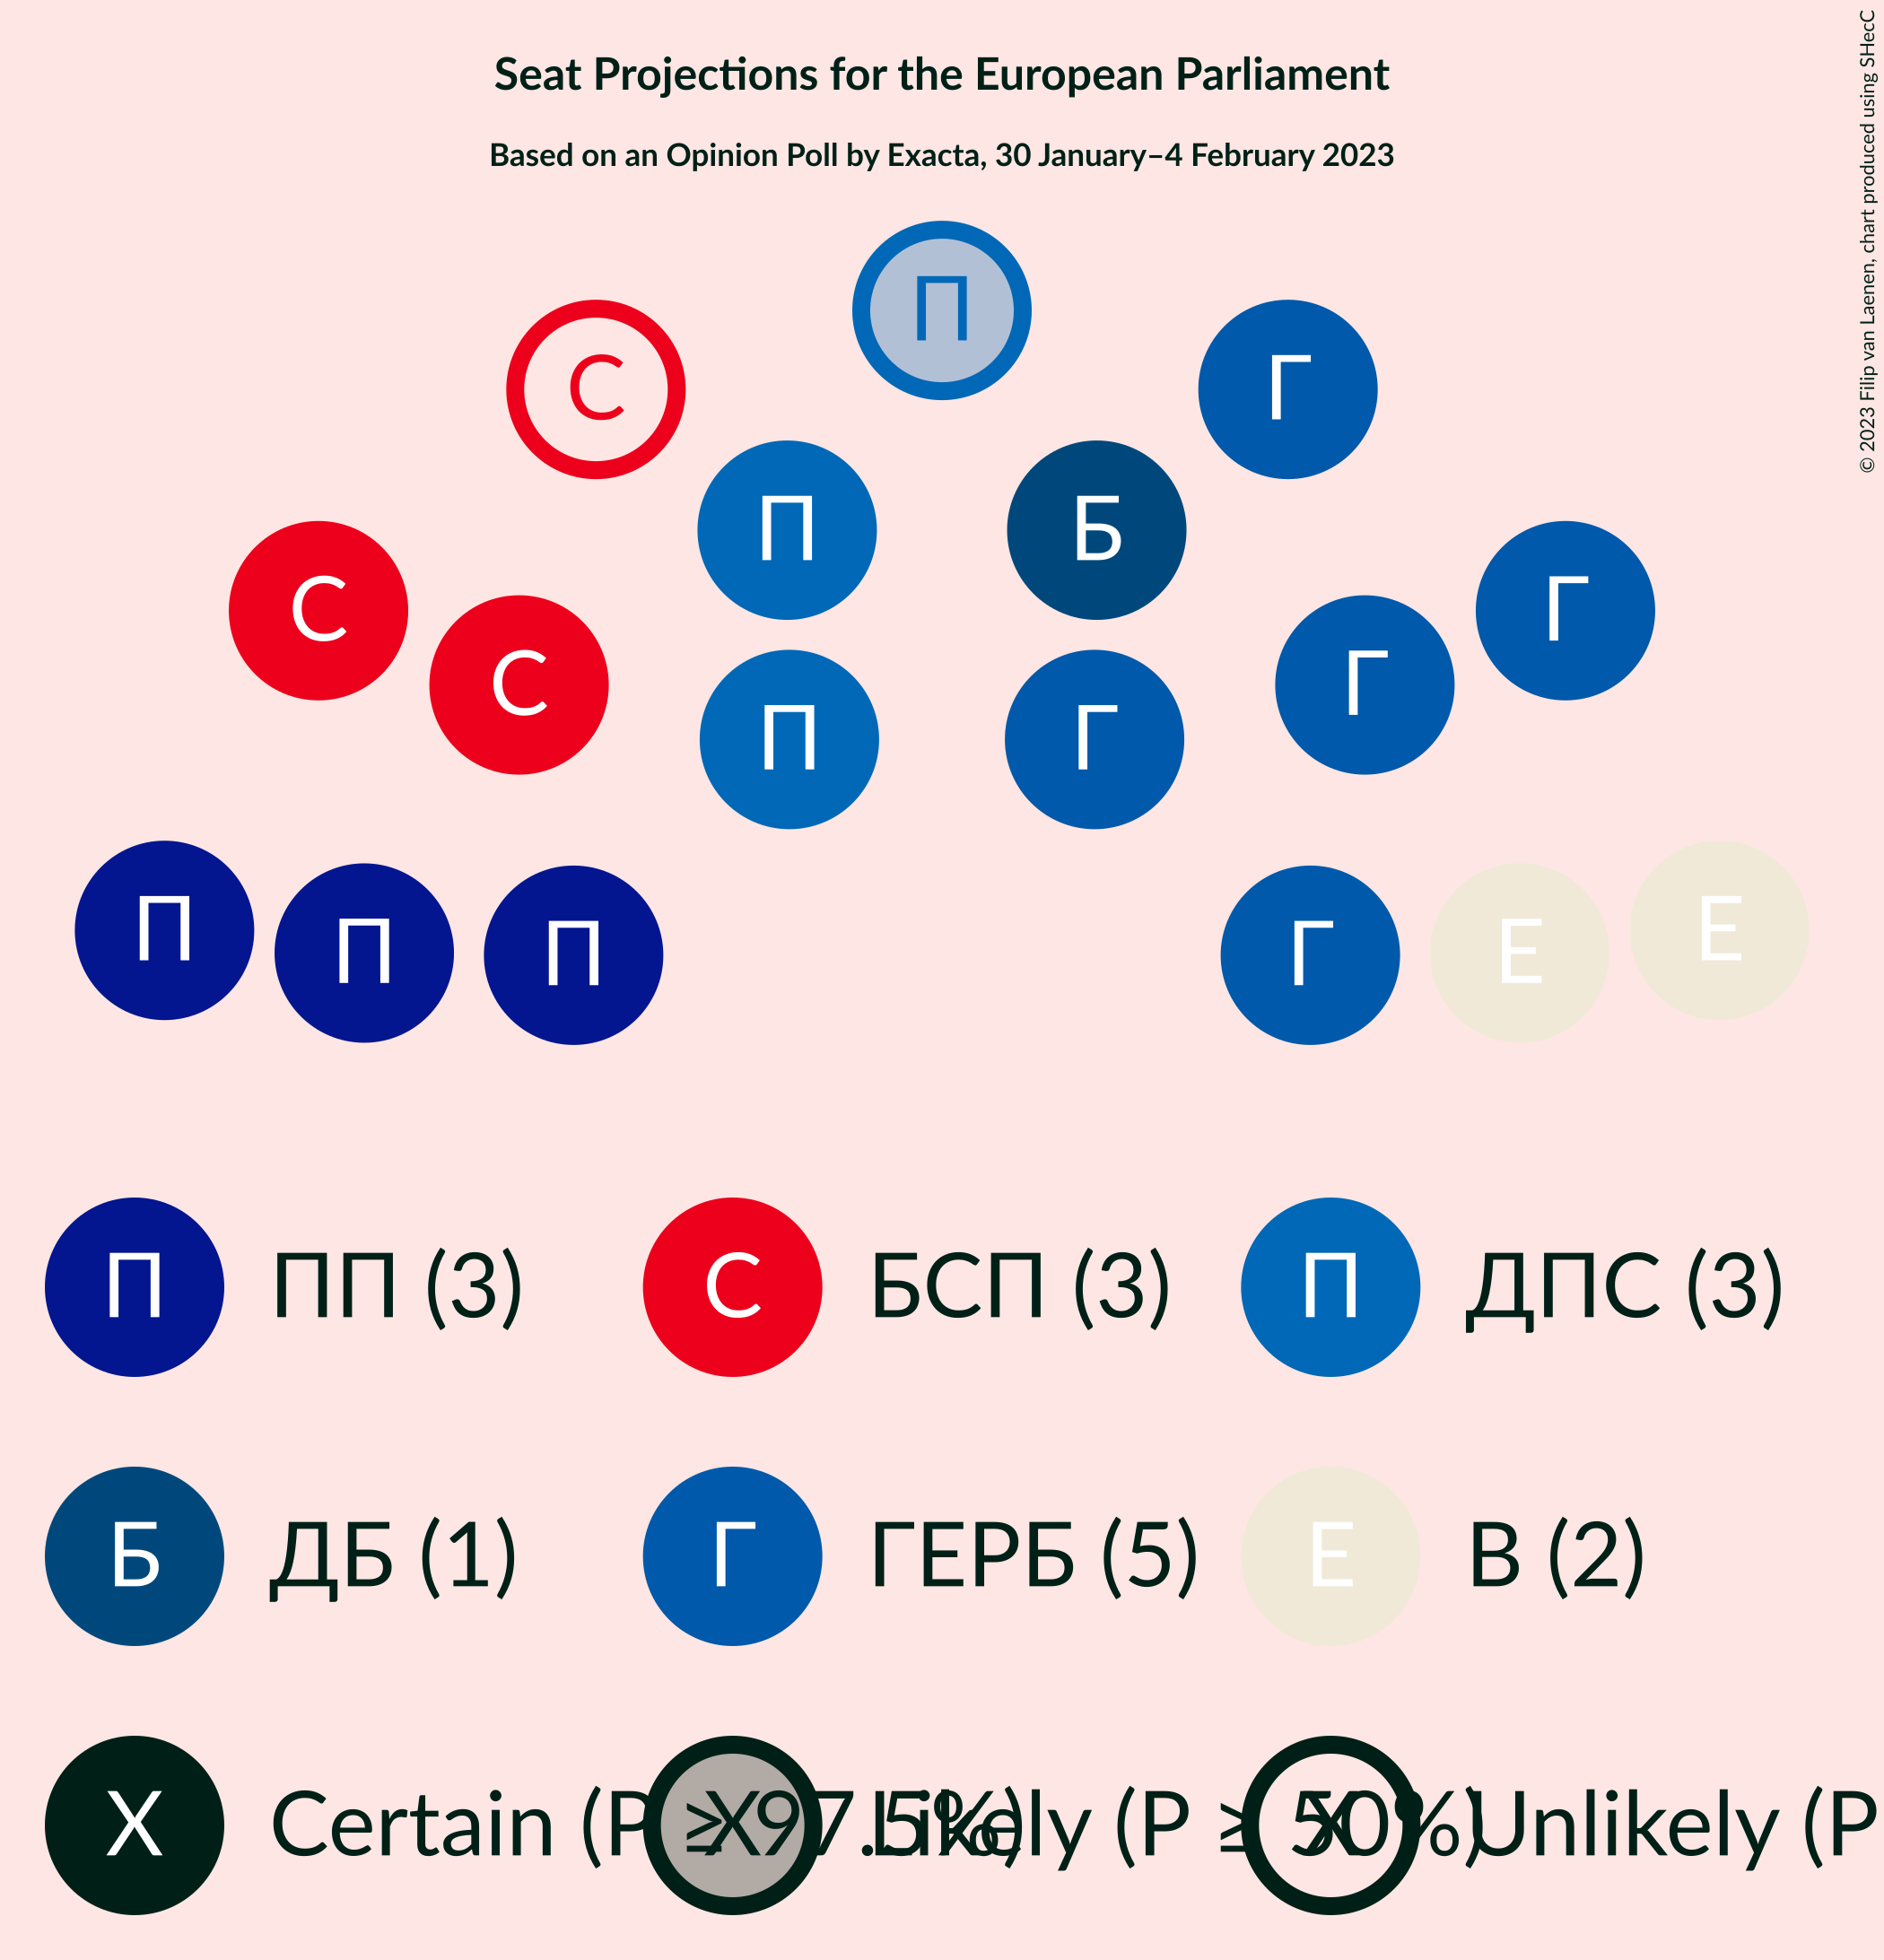 Seat Projections for the European Parliament
Based on an Opinion Poll by Exacta, 30 January–4 February 2023
© 2023 Filip van Laenen, chart produced using SHecC
П
С
Г
П
Б
С
Г
С
Г
П
Г
П
П
П
Г
Е
Е
П ПП (3) С БСП (3) П ДПС (3)
Б ДБ (1) Г ГЕРБ (5) Е В (2)
X Certain (P ≥ 97.5%) X Likely (P ≥ 50%) X Unlikely (P